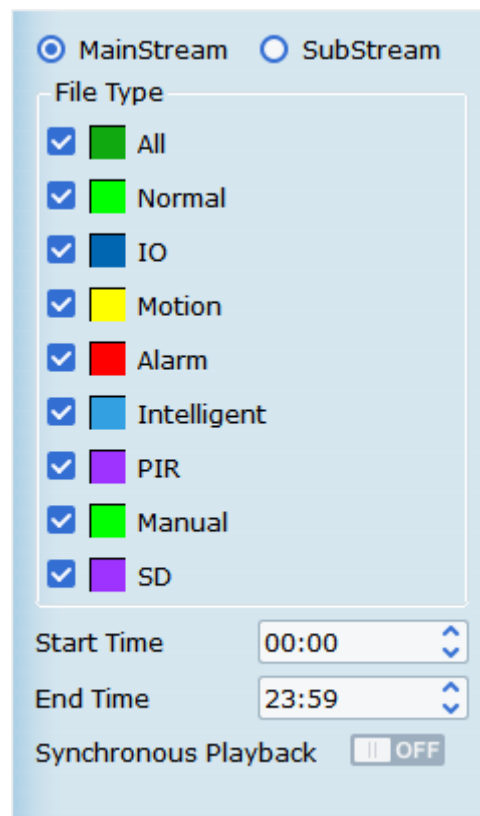 MainStream SubStream
File Type
All
Normal
IO
Motion
Alarm
Intelligent
PIR
Manual
SD
Start Time 00:00
End Time 23:59
Synchronous Playback OFF